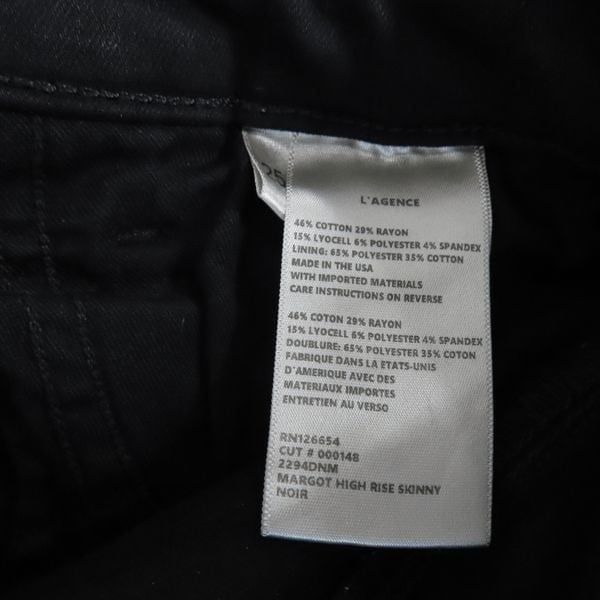 25
L'AGENCE
46% COTTON 29% RAYON
15% LYOCELL 6% POLYESTER 4% SPANDEX
LINING: 65% POLYESTER 35% COTTON
MADE IN THE USA
WITH IMPORTED MATERIALS
CARE INSTRUCTIONS ON REVERSE
46% COTON 29% RAYON
15% LYOCELL 6% POLYESTER 4% SPANDEX
DOUBLURE: 65% POLYESTER 35% COTON
FABRIQUE DANS LA ETATS-UNIS
D'AMERIQUE AVEC DES
MATERIAUX IMPORTES
ENTRETIEN AU VERSO
RN126654
CUT # 000148
2294DNM
MARGOT HIGH RISE SKINNY
NOIR